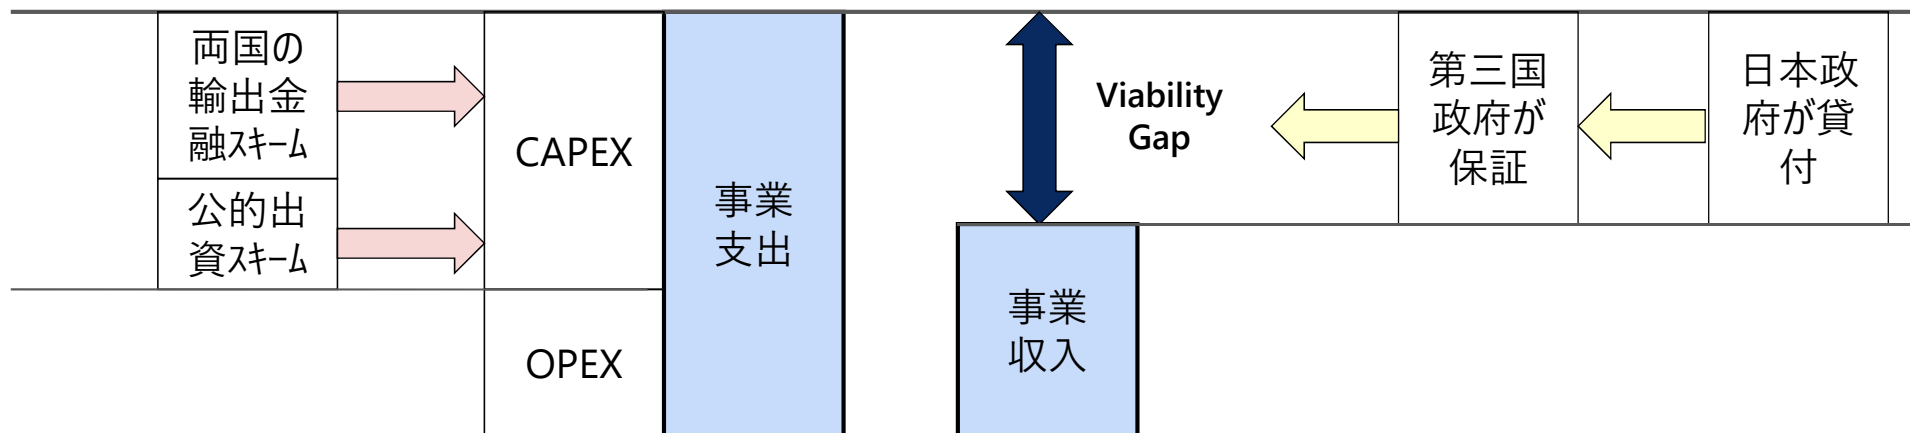 両国の
輸出金
融ｽｷｰﾑ
公的出
資ｽｷｰﾑ
CAPEX
OPEX
事業
支出
Viability
Gap
事業
収入
第三国
政府が
保証
日本政
府が貸
付